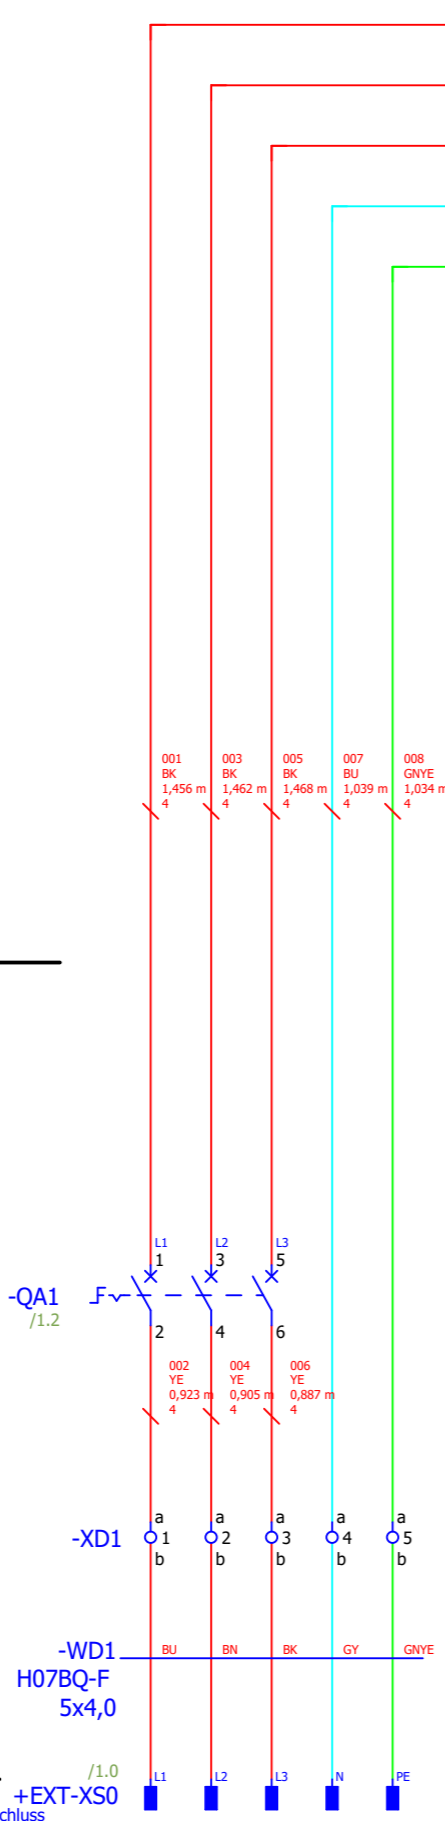 001 003 005 007 008
BK BK BK BU GNYE
1,456 m 1,462 m 1,468 m 1,039 m 1,034 m
4 4 4 4 4
L1 L2 L3
1 3 5
-QA1
/1.2
2 4 6
002 004 006
YE YE YE
0,923 m 0,905 m 0,887 m
4 4 4
a a a a a
-XD1 1 2 3 4 5
b b b b b
-WD1 BU BN BK GY GNYE
H07BQ-F
5x4,0
/1.0 L1 L2 L3 N PE
+EXT-XS0
chluss